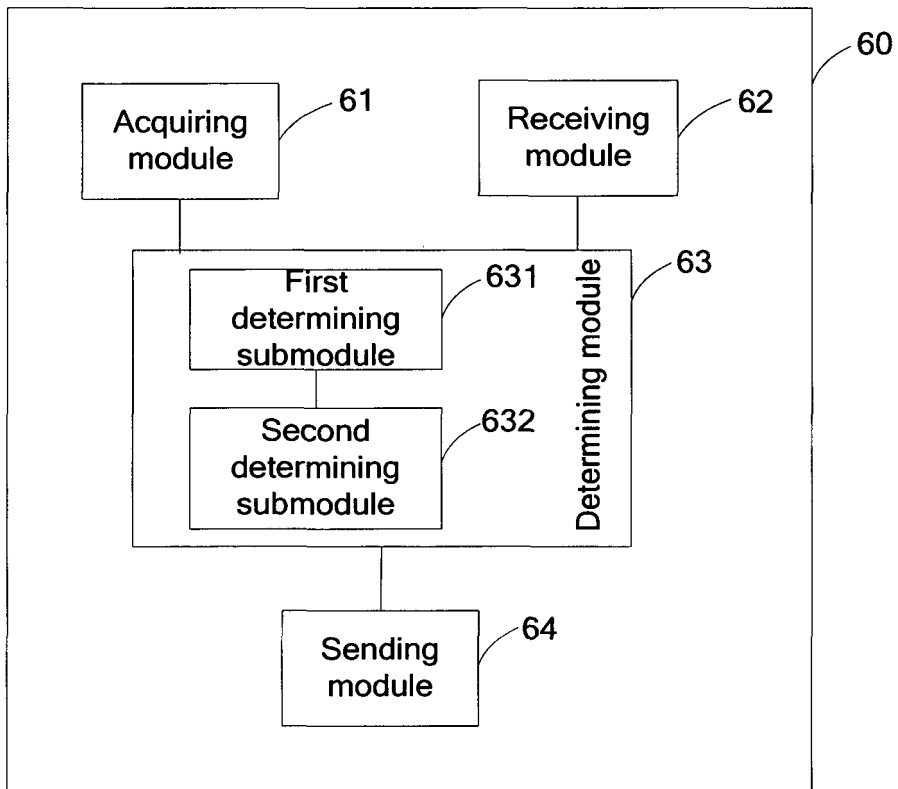 60
Acquiring
module
61
Receiving
module
62
First
determining
submodule
631
Second
determining
submodule
632
Determining module
63
Sending
module
64